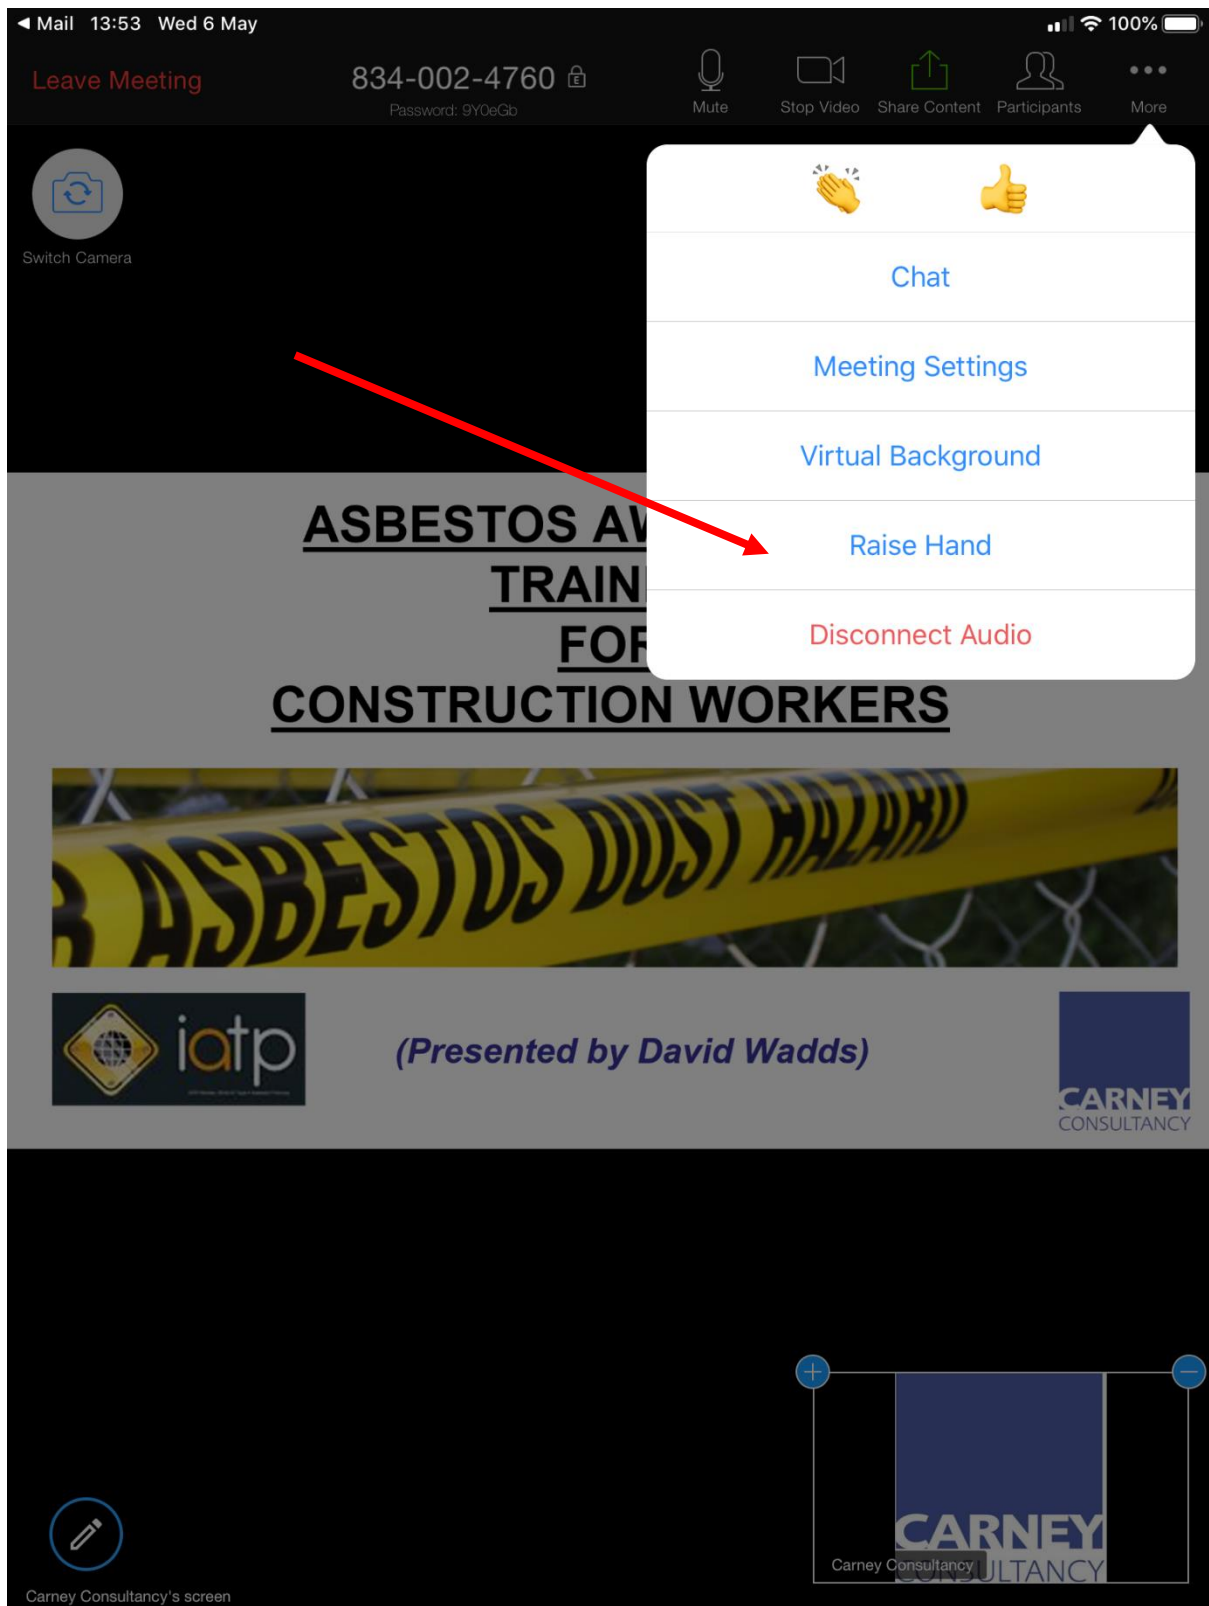 ◀ Mail 13:53 Wed 6 May
100%
Leave Meeting
834-002-4760
Password: 9Y0eGb
Mute
Stop Video
Share Content
Participants
More
Switch Camera
Chat
Meeting Settings
Virtual Background
Raise Hand
Disconnect Audio
ASBESTOS AW
TRAIN
FOR
CONSTRUCTION WORKERS
R ASBESTOS DUST HAZARD
iatp
(Presented by David Wadds)
CARNEY
CONSULTANCY
CARNEY
CONSULTANCY
Carney Consultancy
Carney Consultancy's screen